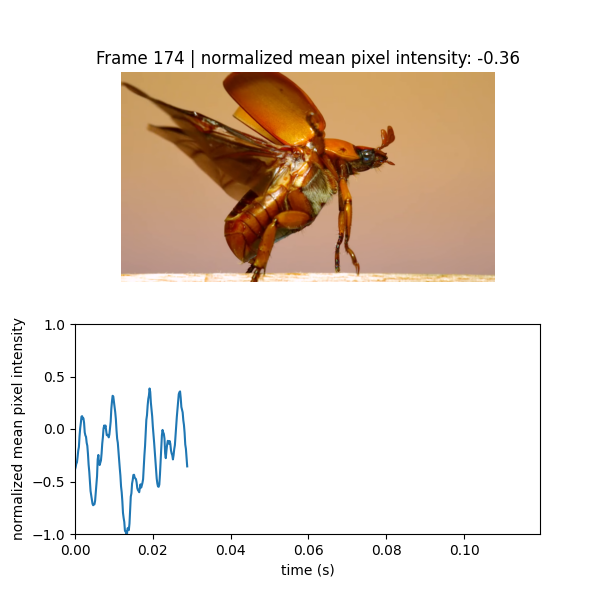 Frame 174 | normalized mean pixel intensity: -0.36
1.0
0.5
0.0
−0.5
−1.0
normalized mean pixel intensity
0.00 0.02 0.04 0.06 0.08 0.10
time (s)